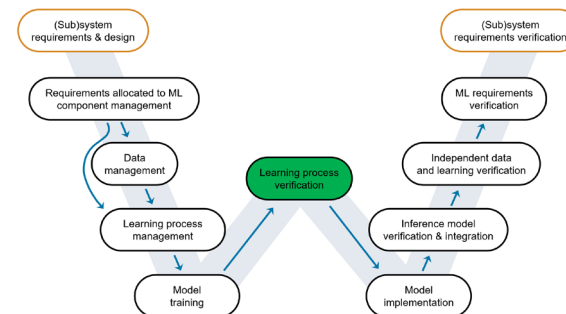 (Sub)system
requirements & design
(Sub)system
requirements verification
Requirements allocated to ML
component management
ML requirements
verification
Data
management
Learning process
verification
Independent data
and learning verification
Learning process
management
Inference model
verification & integration
Model
training
Model
implementation